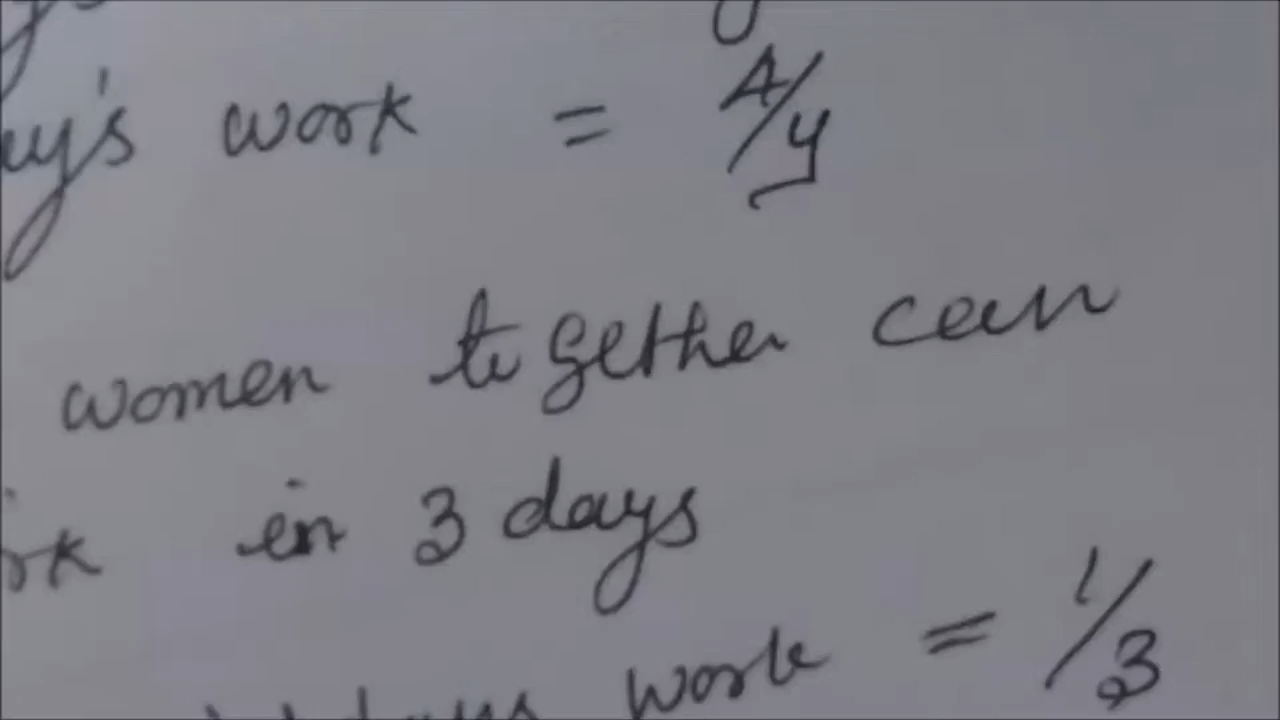 work = 4/y
women together can
in 3 days
work = 1/3